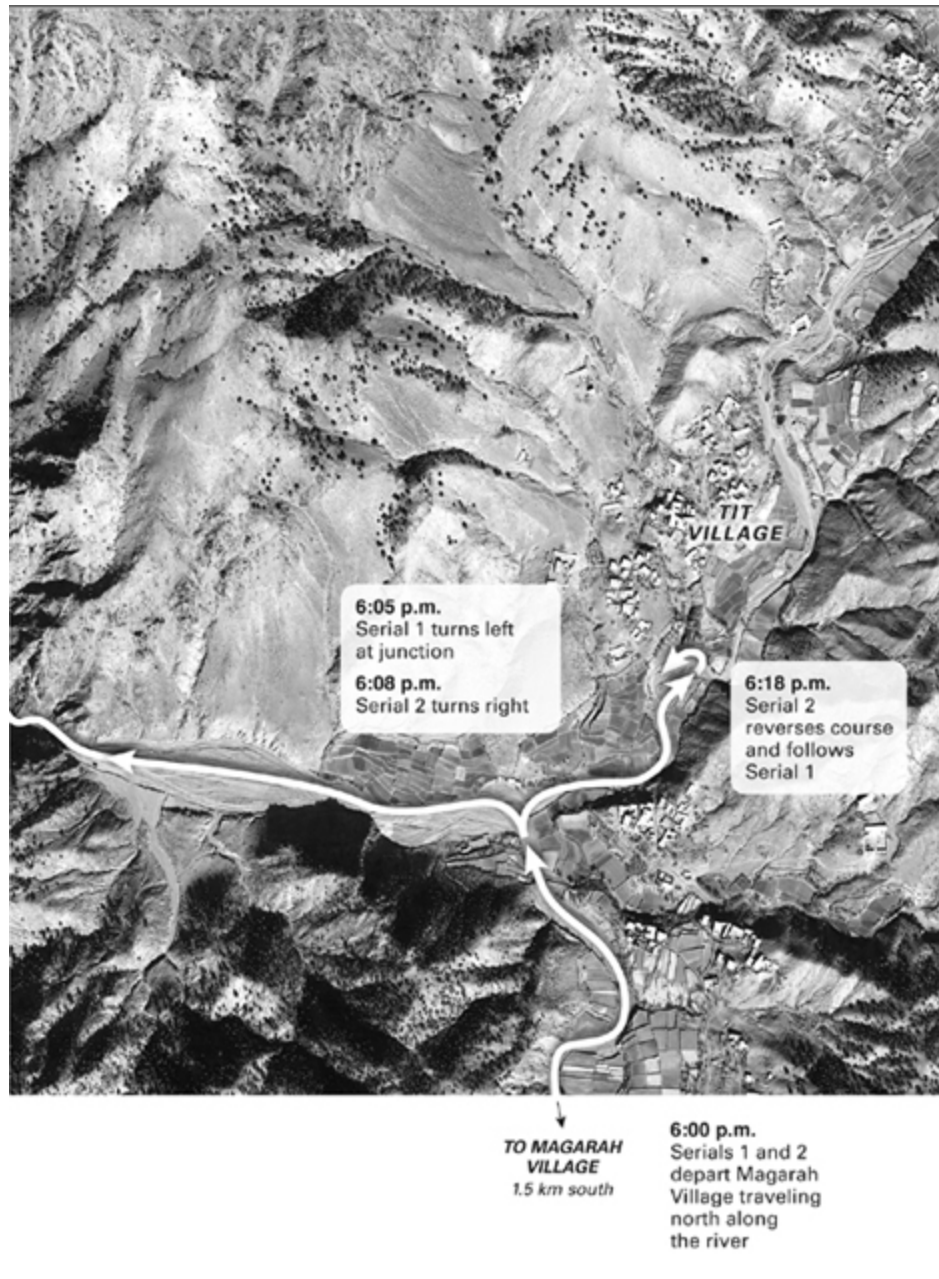 TIT
VILLAGE
6:05 p.m.
Serial 1 turns left
at junction
6:08 p.m.
Serial 2 turns right
6:18 p.m.
Serial 2
reverses course
and follows
Serial 1
TO MAGARAH
VILLAGE
1.5 km south
6:00 p.m.
Serials 1 and 2
depart Magarah
Village traveling
north along
the river